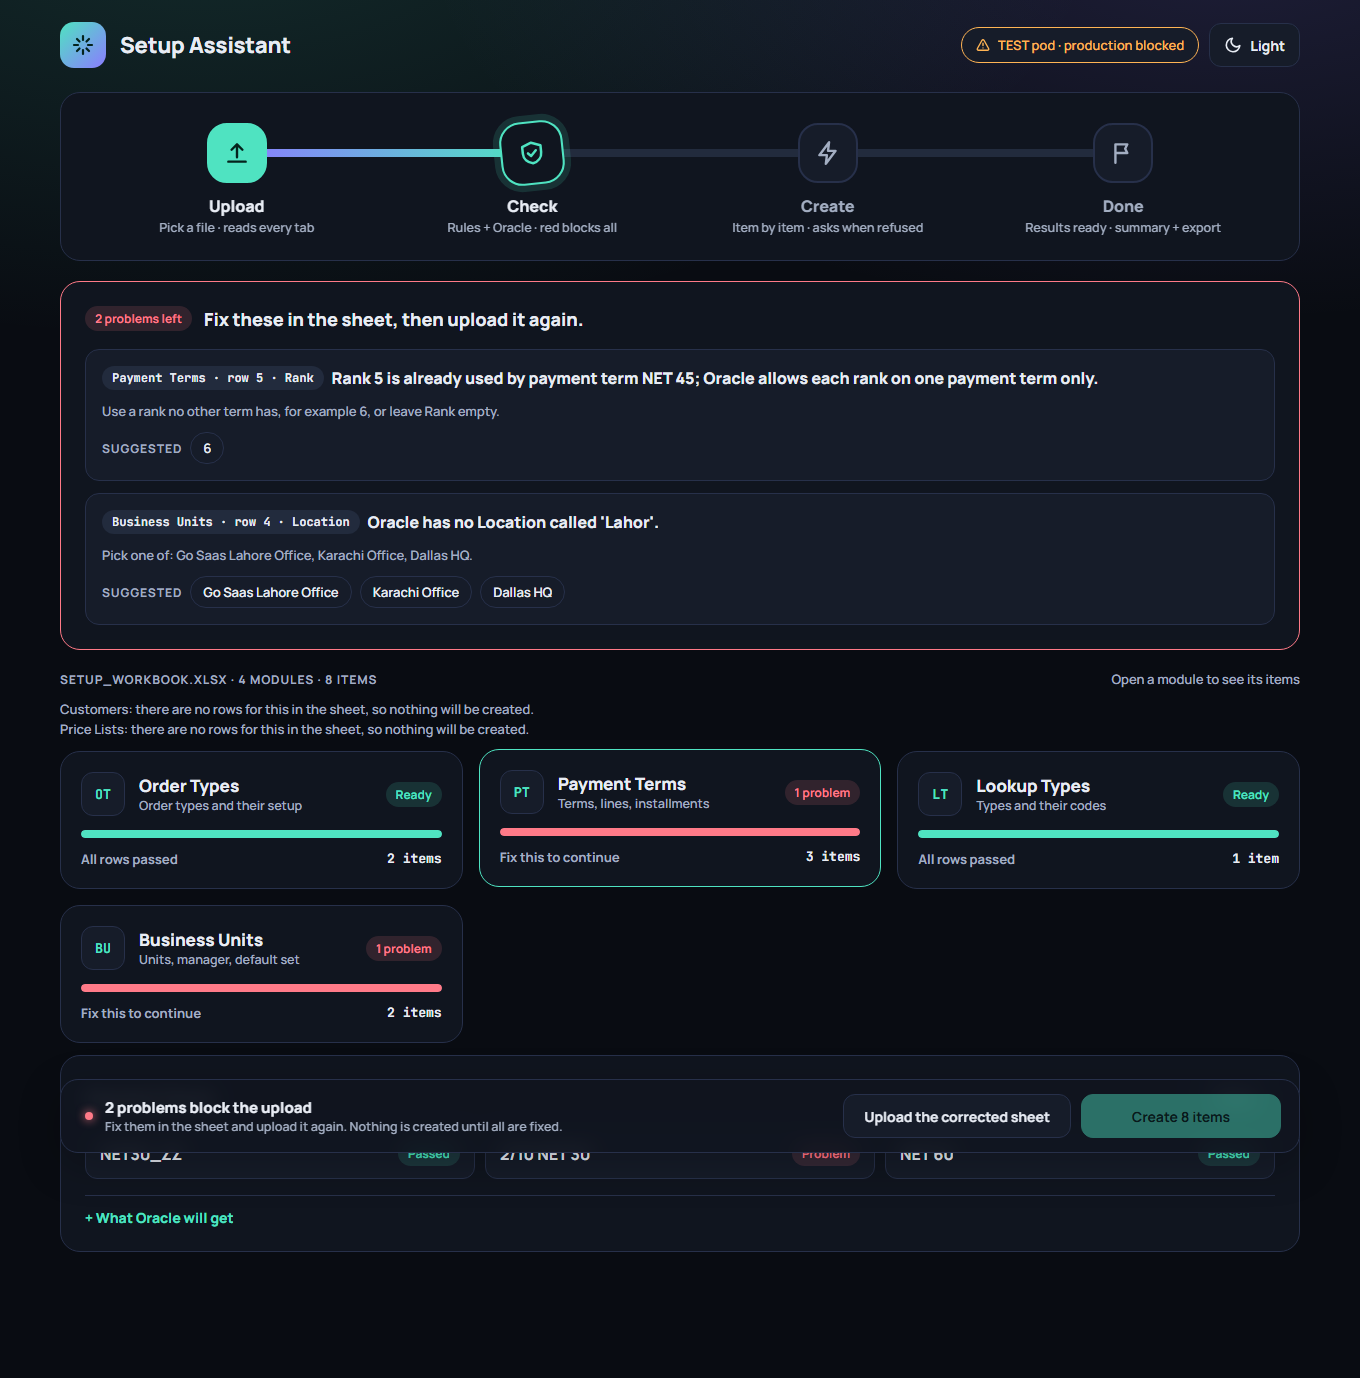 Setup Assistant
TEST pod · production blocked
Light
Upload
Pick a file · reads every tab
Check
Rules + Oracle · red blocks all
Create
Item by item · asks when refused
Done
Results ready · summary + export
2 problems left
Fix these in the sheet, then upload it again.
Payment Terms · row 5 · Rank
Rank 5 is already used by payment term NET 45; Oracle allows each rank on one payment term only.
Use a rank no other term has, for example 6, or leave Rank empty.
SUGGESTED
6
Business Units · row 4 · Location
Oracle has no Location called 'Lahor'.
Pick one of: Go Saas Lahore Office, Karachi Office, Dallas HQ.
SUGGESTED
Go Saas Lahore Office
Karachi Office
Dallas HQ
SETUP_WORKBOOK.XLSX · 4 MODULES · 8 ITEMS
Open a module to see its items
Customers: there are no rows for this in the sheet, so nothing will be created.
Price Lists: there are no rows for this in the sheet, so nothing will be created.
OT
Order Types
Order types and their setup
Ready
All rows passed
2 items
PT
Payment Terms
Terms, lines, installments
1 problem
Fix this to continue
3 items
LT
Lookup Types
Types and their codes
Ready
All rows passed
1 item
BU
Business Units
Units, manager, default set
1 problem
Fix this to continue
2 items
2 problems block the upload
Fix them in the sheet and upload it again. Nothing is created until all are fixed.
Upload the corrected sheet
Create 8 items
NET30_ZZ
Passed
2/10 NET 30
Problem
NET 60
Passed
+ What Oracle will get